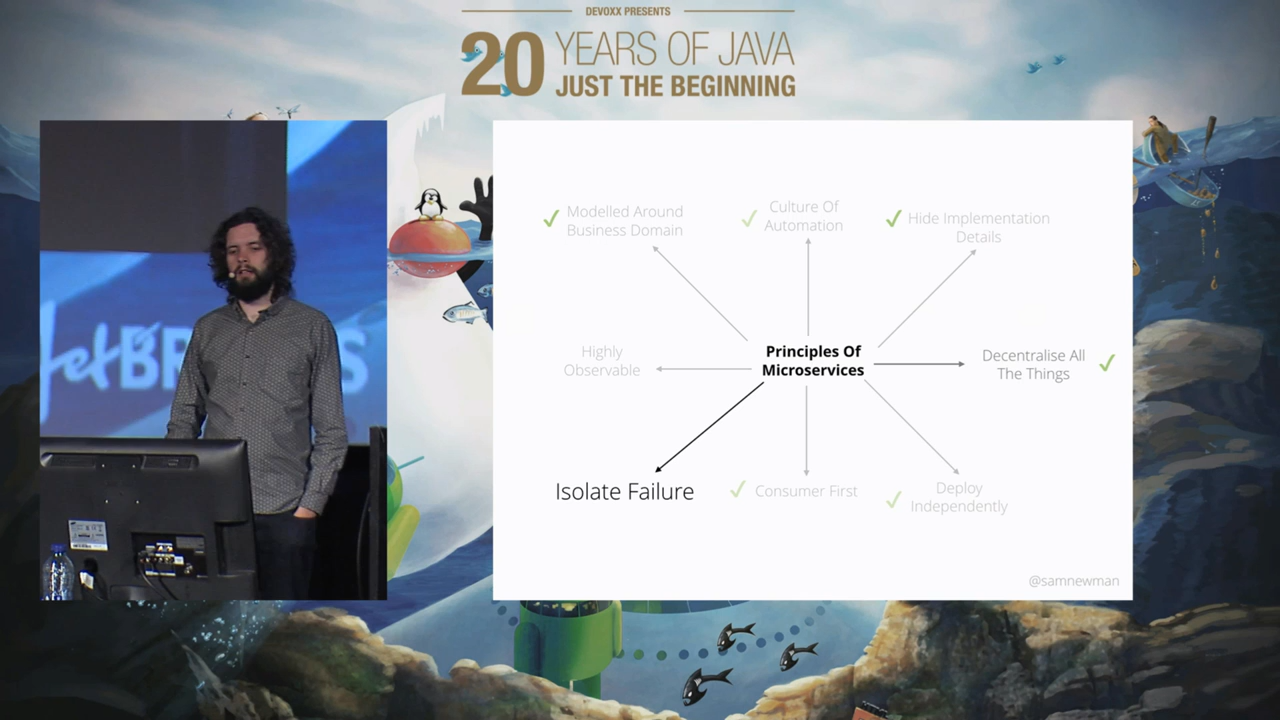 DEVOXX PRESENTS
20 YEARS OF JAVA
JUST THE BEGINNING
Modelled Around
Business Domain
Culture Of
Automation
Hide Implementation
Details
Highly
Observable
Principles Of
Microservices
Decentralise All
The Things
Isolate Failure
Consumer First
Deploy
Independently
@samnewman